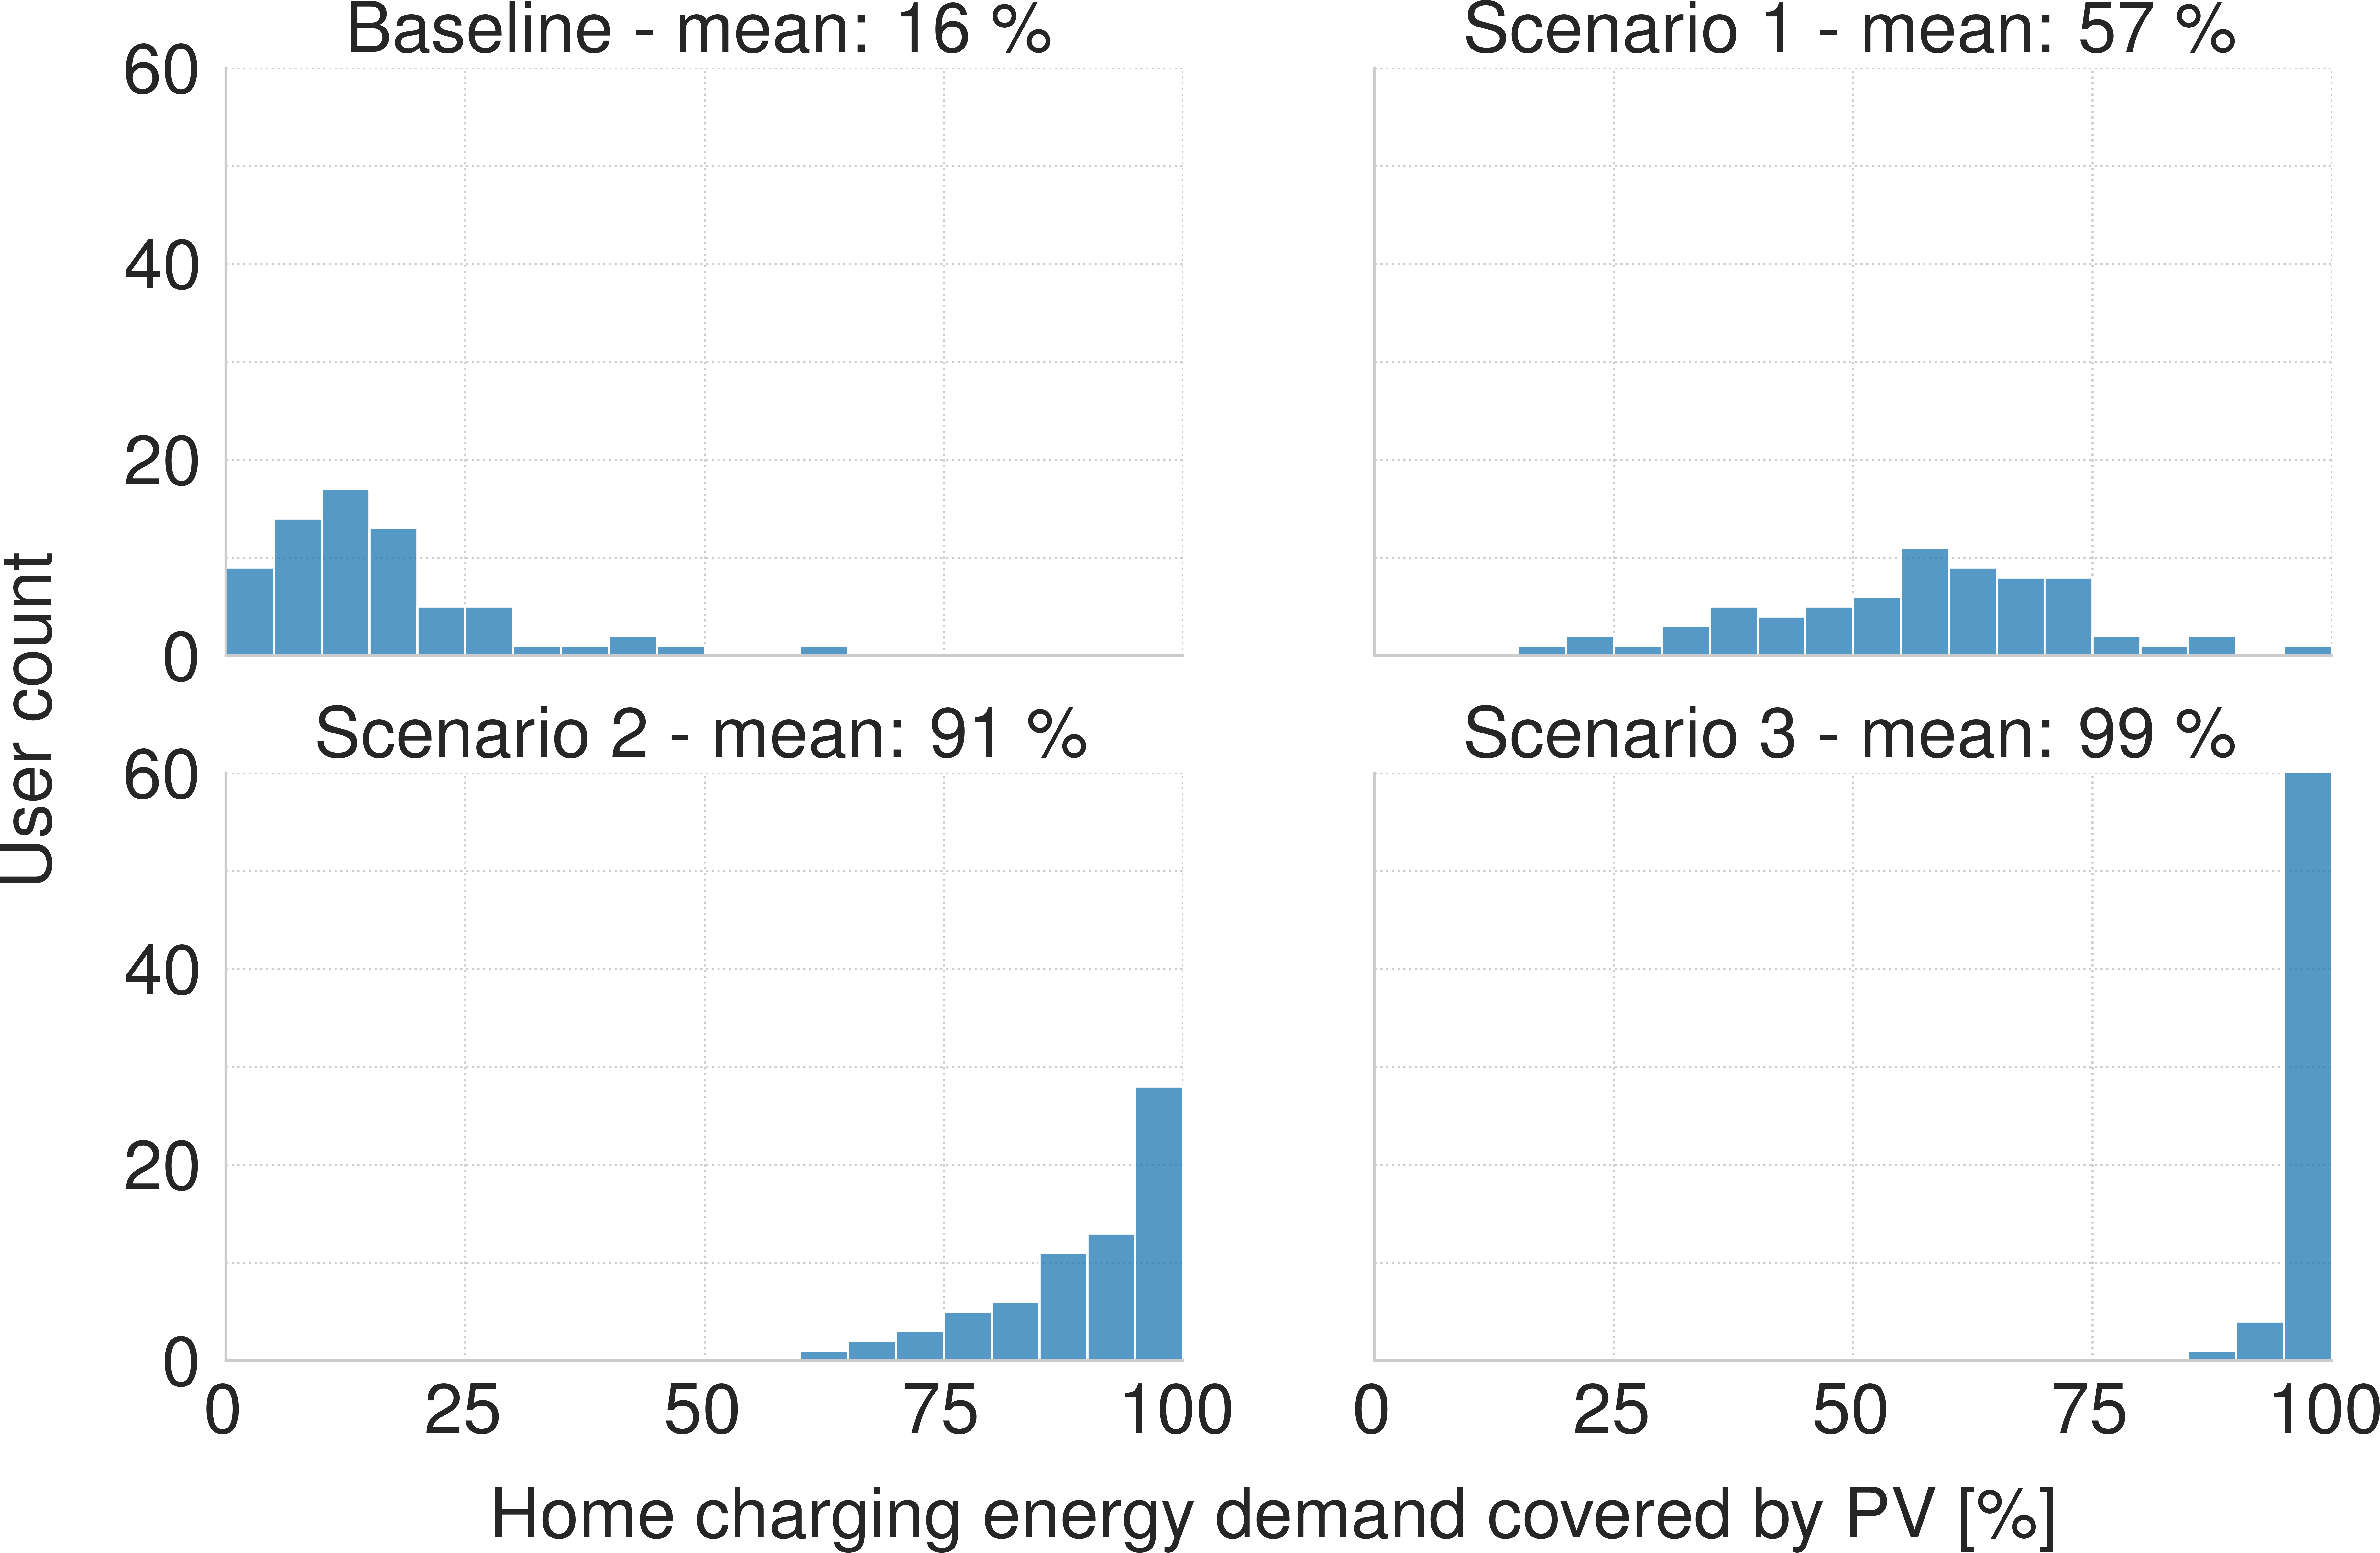 Baseline - mean: 16 %
Scenario 1 - mean: 57 %
60
40
20
0
User count
Scenario 2 - mean: 91 %
Scenario 3 - mean: 99 %
60
40
20
0
0 25 50 75 100
0 25 50 75 100
Home charging energy demand covered by PV [%]